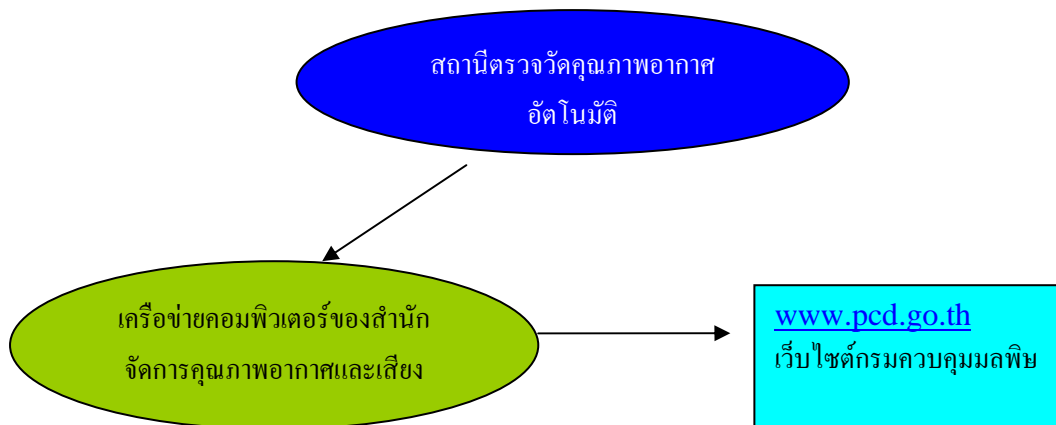 สถานีตรวจวัดคุณภาพอากาศ
อัตโนมัติ
เครือข่ายคอมพิวเตอร์ของสำนัก
จัดการคุณภาพอากาศและเสียง
www.pcd.go.th
เว็บไซต์กรมควบคุมมลพิษ